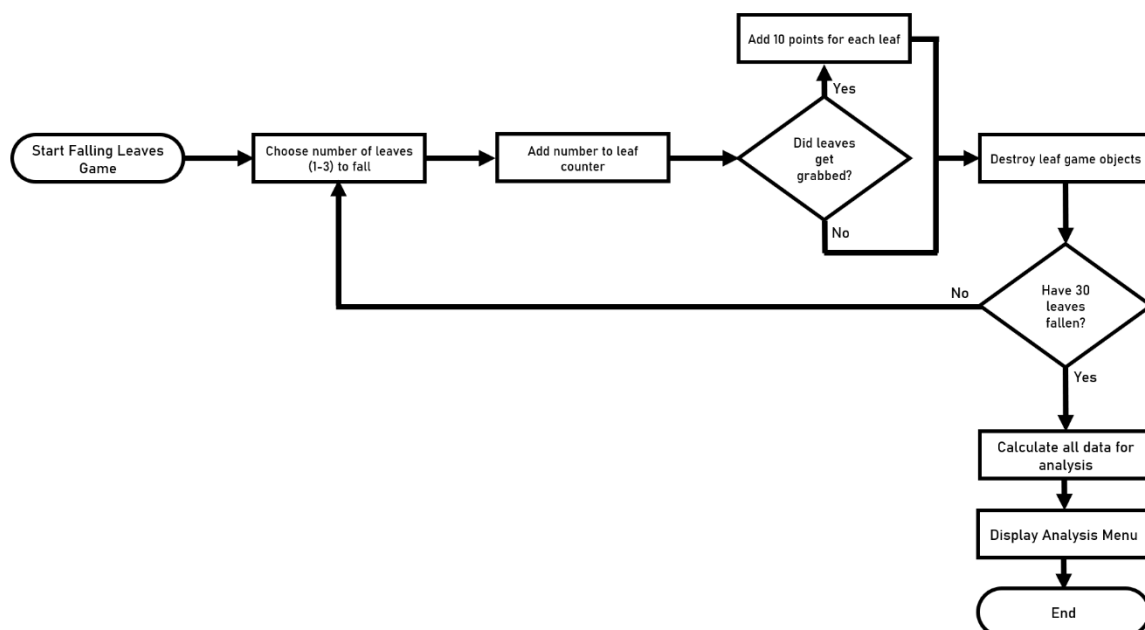 Add 10 points for each leaf
Yes
Start Falling Leaves
Game
Choose number of leaves
(1-3) to fall
Add number to leaf
counter
Did leaves
get
grabbed?
Destroy leaf game objects
No
No
Have 30
leaves
fallen?
Yes
Calculate all data for
analysis
Display Analysis Menu
End